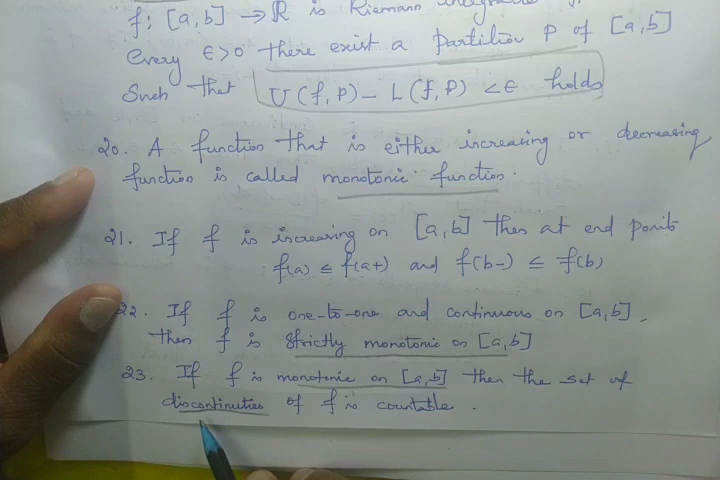 f: [a, b] → ℝ is Riemann
Every ϵ>0 there exist a Partition P of [a,b]
Such that U(f, P) – L(f, P) < ϵ holds
20. A function that is either increasing or decreasing
function is called monotonic function.
21. If f is increasing on [a,b] then at end points
f(a) ≤ f(a+) and f(b-) ≤ f(b)
22. If f is one-to-one and continuous on [a,b],
then f is Strictly monotonic on [a,b]
23. If f is monotonic on [a,b] then the set of
discontinuties of f is countable.